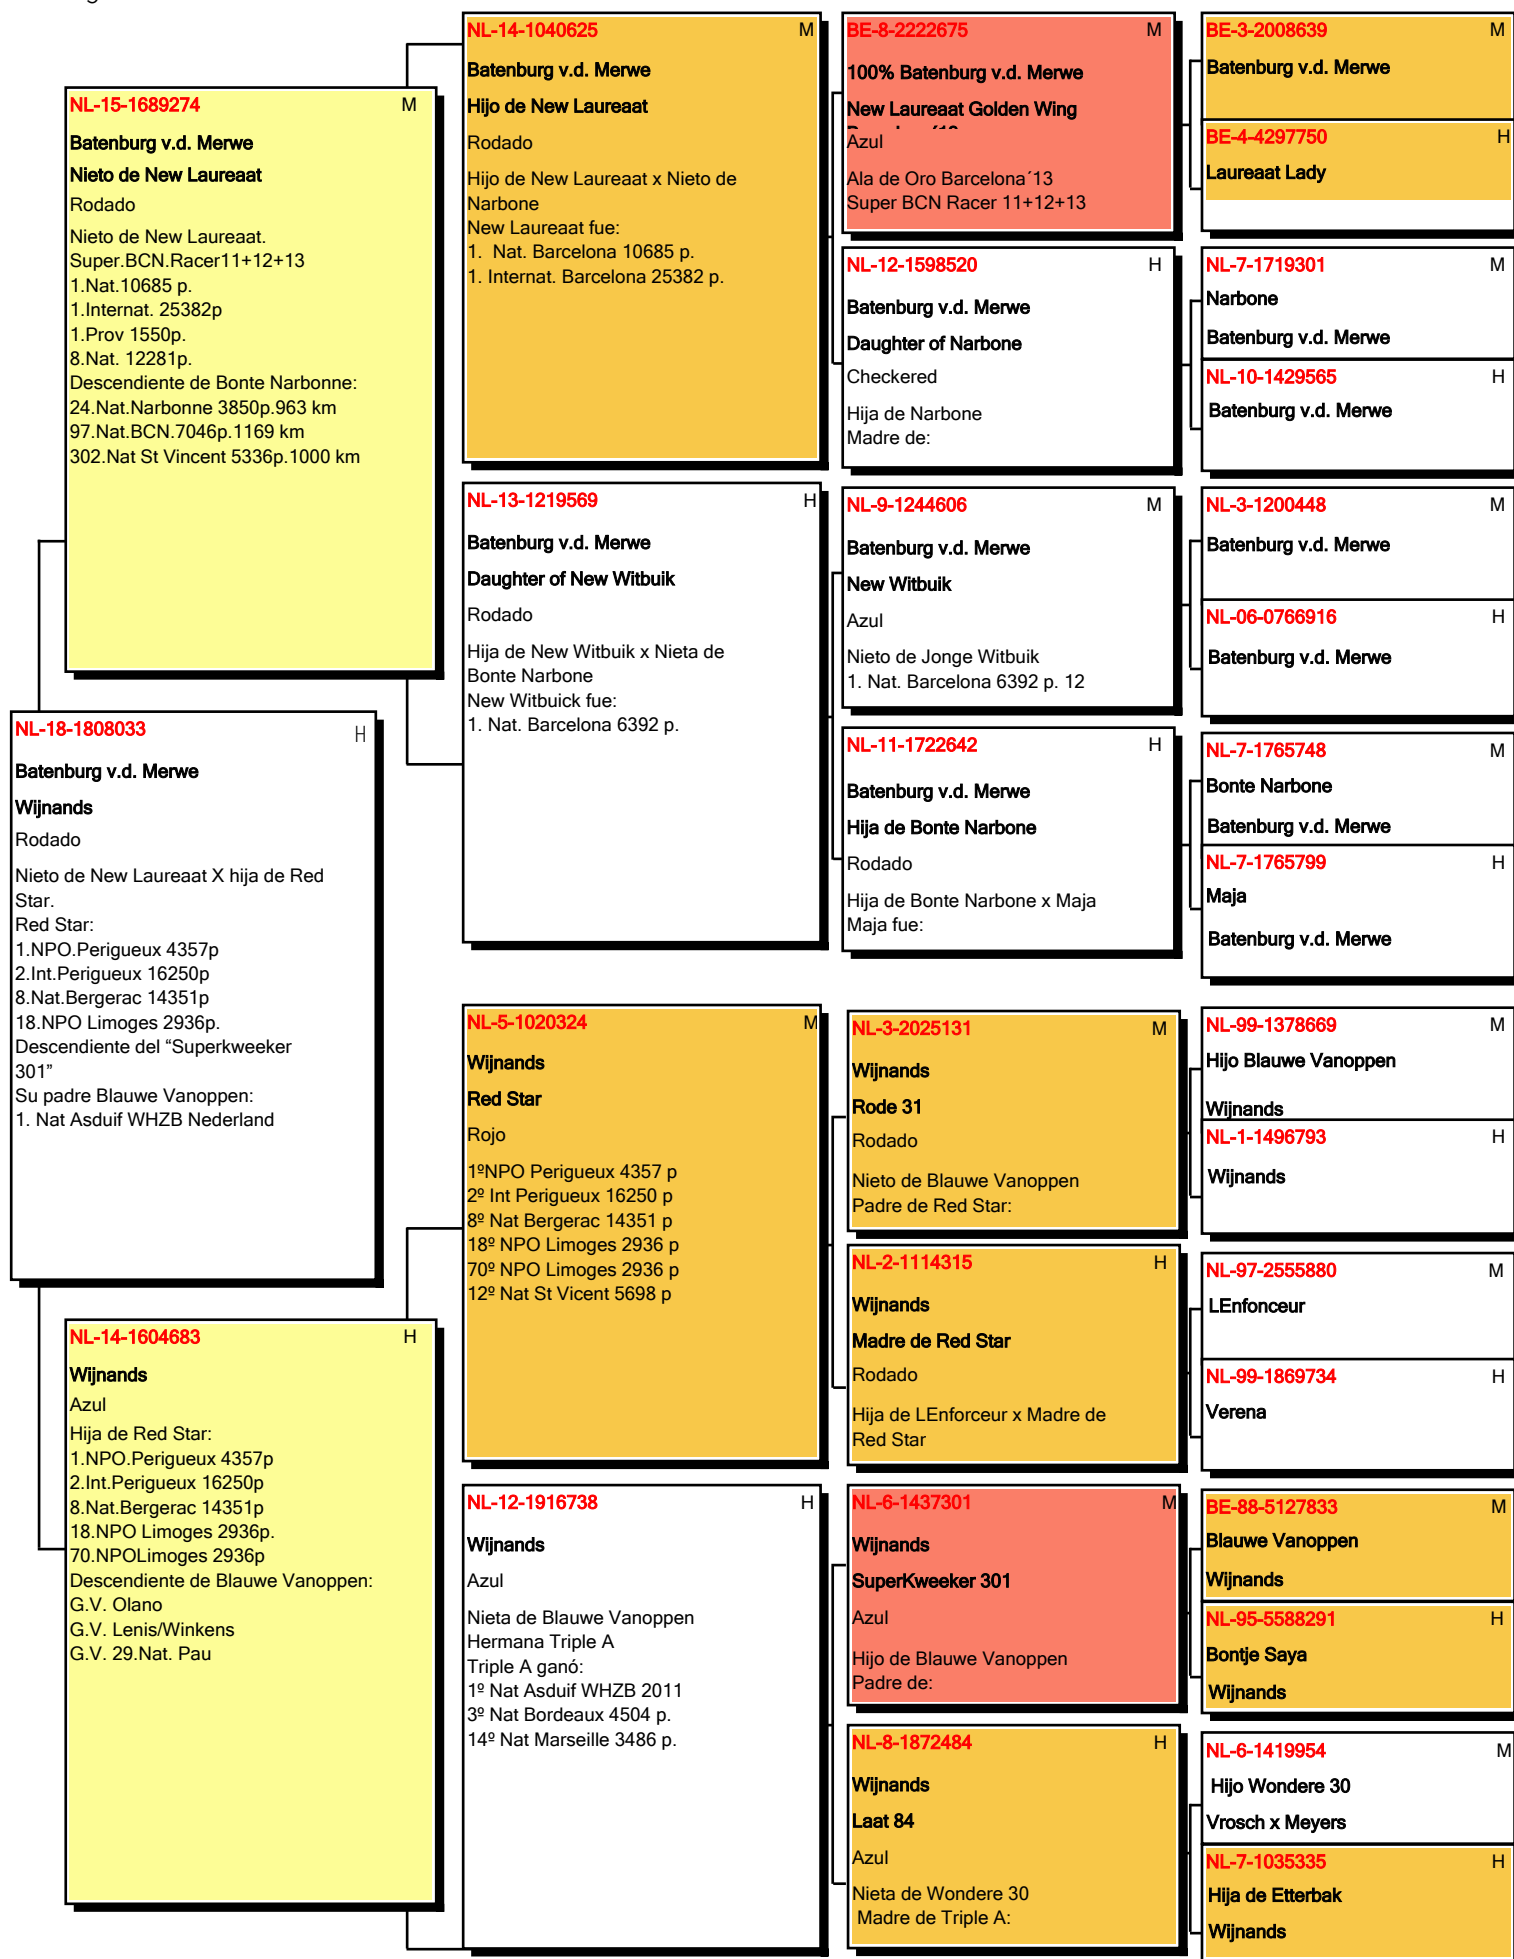 NL-18-1808033 H
Batenburg v.d. Merwe
Wijnands
Rodado
Nieto de New Laureaat X hija de Red
Star.
Red Star:
1.NPO.Perigueux 4357p
2.Int.Perigueux 16250p
8.Nat.Bergerac 14351p
18.NPO Limoges 2936p.
Descendiente del “Superkweeker
301”
Su padre Blauwe Vanoppen:
1. Nat Asduif WHZB Nederland
NL-15-1689274 M
Batenburg v.d. Merwe
Nieto de New Laureaat
Rodado
Nieto de New Laureaat.
Super.BCN.Racer11+12+13
1.Nat.10685 p.
1.Internat. 25382p
1.Prov 1550p.
8.Nat. 12281p.
Descendiente de Bonte Narbonne:
24.Nat.Narbonne 3850p.963 km
97.Nat.BCN.7046p.1169 km
302.Nat St Vincent 5336p.1000 km
NL-14-1604683 H
Wijnands
Azul
Hija de Red Star:
1.NPO.Perigueux 4357p
2.Int.Perigueux 16250p
8.Nat.Bergerac 14351p
18.NPO Limoges 2936p.
70.NPOLimoges 2936p
Descendiente de Blauwe Vanoppen:
G.V. Olano
G.V. Lenis/Winkens
G.V. 29.Nat. Pau
NL-14-1040625 M
Batenburg v.d. Merwe
Hijo de New Laureaat
Rodado
Hijo de New Laureaat x Nieto de
Narbone
New Laureaat fue:
1. Nat. Barcelona 10685 p.
1. Internat. Barcelona 25382 p.
NL-13-1219569 H
Batenburg v.d. Merwe
Daughter of New Witbuik
Rodado
Hija de New Witbuik x Nieta de
Bonte Narbone
New Witbuick fue:
1. Nat. Barcelona 6392 p.
NL-5-1020324 M
Wijnands
Red Star
Rojo
1ºNPO Perigueux 4357 p
2º Int Perigueux 16250 p
8º Nat Bergerac 14351 p
18º NPO Limoges 2936 p
70º NPO Limoges 2936 p
12º Nat St Vicent 5698 p
NL-12-1916738 H
Wijnands
Azul
Nieta de Blauwe Vanoppen
Hermana Triple A
Triple A ganó:
1º Nat Asduif WHZB 2011
3º Nat Bordeaux 4504 p.
14º Nat Marseille 3486 p.
BE-8-2222675 M
100% Batenburg v.d. Merwe
New Laureaat Golden Wing
Azul
Ala de Oro Barcelona´13
Super BCN Racer 11+12+13
NL-12-1598520 H
Batenburg v.d. Merwe
Daughter of Narbone
Checkered
Hija de Narbone
Madre de:
NL-9-1244606 M
Batenburg v.d. Merwe
New Witbuik
Azul
Nieto de Jonge Witbuik
1. Nat. Barcelona 6392 p. 12
NL-11-1722642 H
Batenburg v.d. Merwe
Hija de Bonte Narbone
Rodado
Hija de Bonte Narbone x Maja
Maja fue:
NL-3-2025131 M
Wijnands
Rode 31
Rodado
Nieto de Blauwe Vanoppen
Padre de Red Star:
NL-2-1114315 H
Wijnands
Madre de Red Star
Rodado
Hija de LEnforceur x Madre de
Red Star
NL-6-1437301 M
Wijnands
SuperKweeker 301
Azul
Hijo de Blauwe Vanoppen
Padre de:
NL-8-1872484 H
Wijnands
Laat 84
Azul
Nieta de Wondere 30
Madre de Triple A:
BE-3-2008639 M
Batenburg v.d. Merwe
BE-4-4297750 H
Laureaat Lady
NL-7-1719301 M
Narbone
Batenburg v.d. Merwe
NL-10-1429565 H
Batenburg v.d. Merwe
NL-3-1200448 M
Batenburg v.d. Merwe
NL-06-0766916 H
Batenburg v.d. Merwe
NL-7-1765748 M
Bonte Narbone
Batenburg v.d. Merwe
NL-7-1765799 H
Maja
Batenburg v.d. Merwe
NL-99-1378669 M
Hijo Blauwe Vanoppen
Wijnands
NL-1-1496793 H
Wijnands
NL-97-2555880 M
LEnfonceur
NL-99-1869734 H
Verena
BE-88-5127833 M
Blauwe Vanoppen
Wijnands
NL-95-5588291 H
Bontje Saya
Wijnands
NL-6-1419954 M
Hijo Wondere 30
Vrosch x Meyers
NL-7-1035335 H
Hija de Etterbak
Wijnands